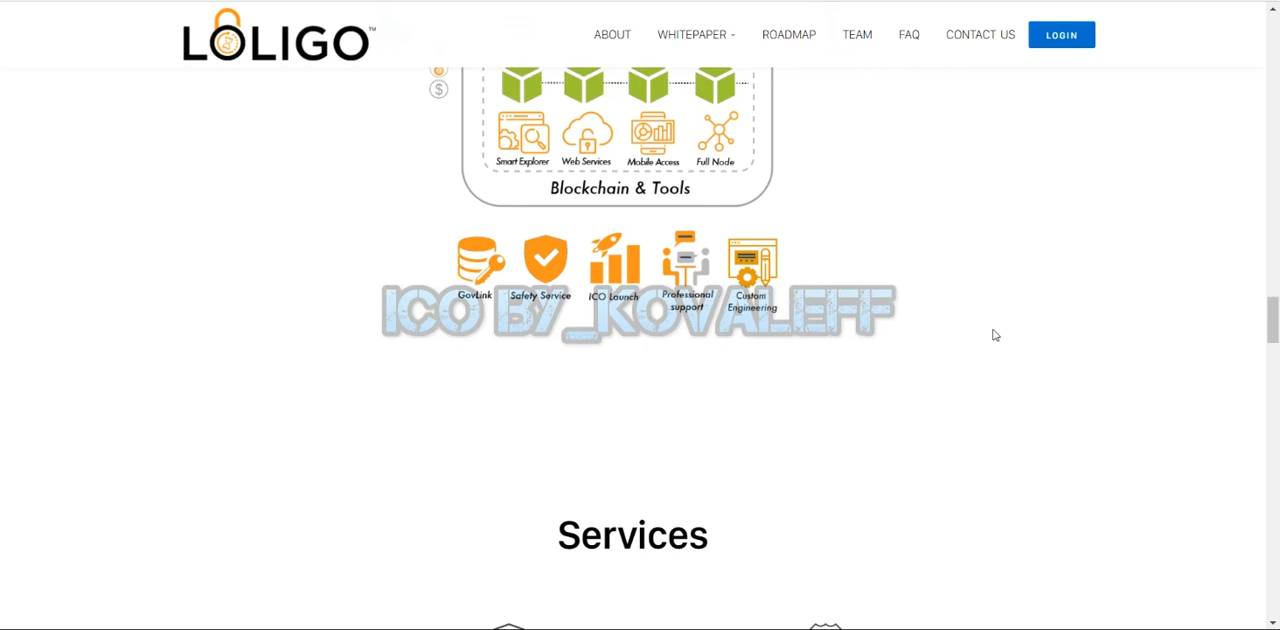 LOLIGO™
ABOUT WHITEPAPER ROADMAP TEAM FAQ CONTACT US LOGIN
$
Smart Explorer Web Services Mobile Access Full Node
Blockchain & Tools
GovLink Safety Service ICO Launch Professional support Custom Engineering
ICO BY_KOVALEFF
Services